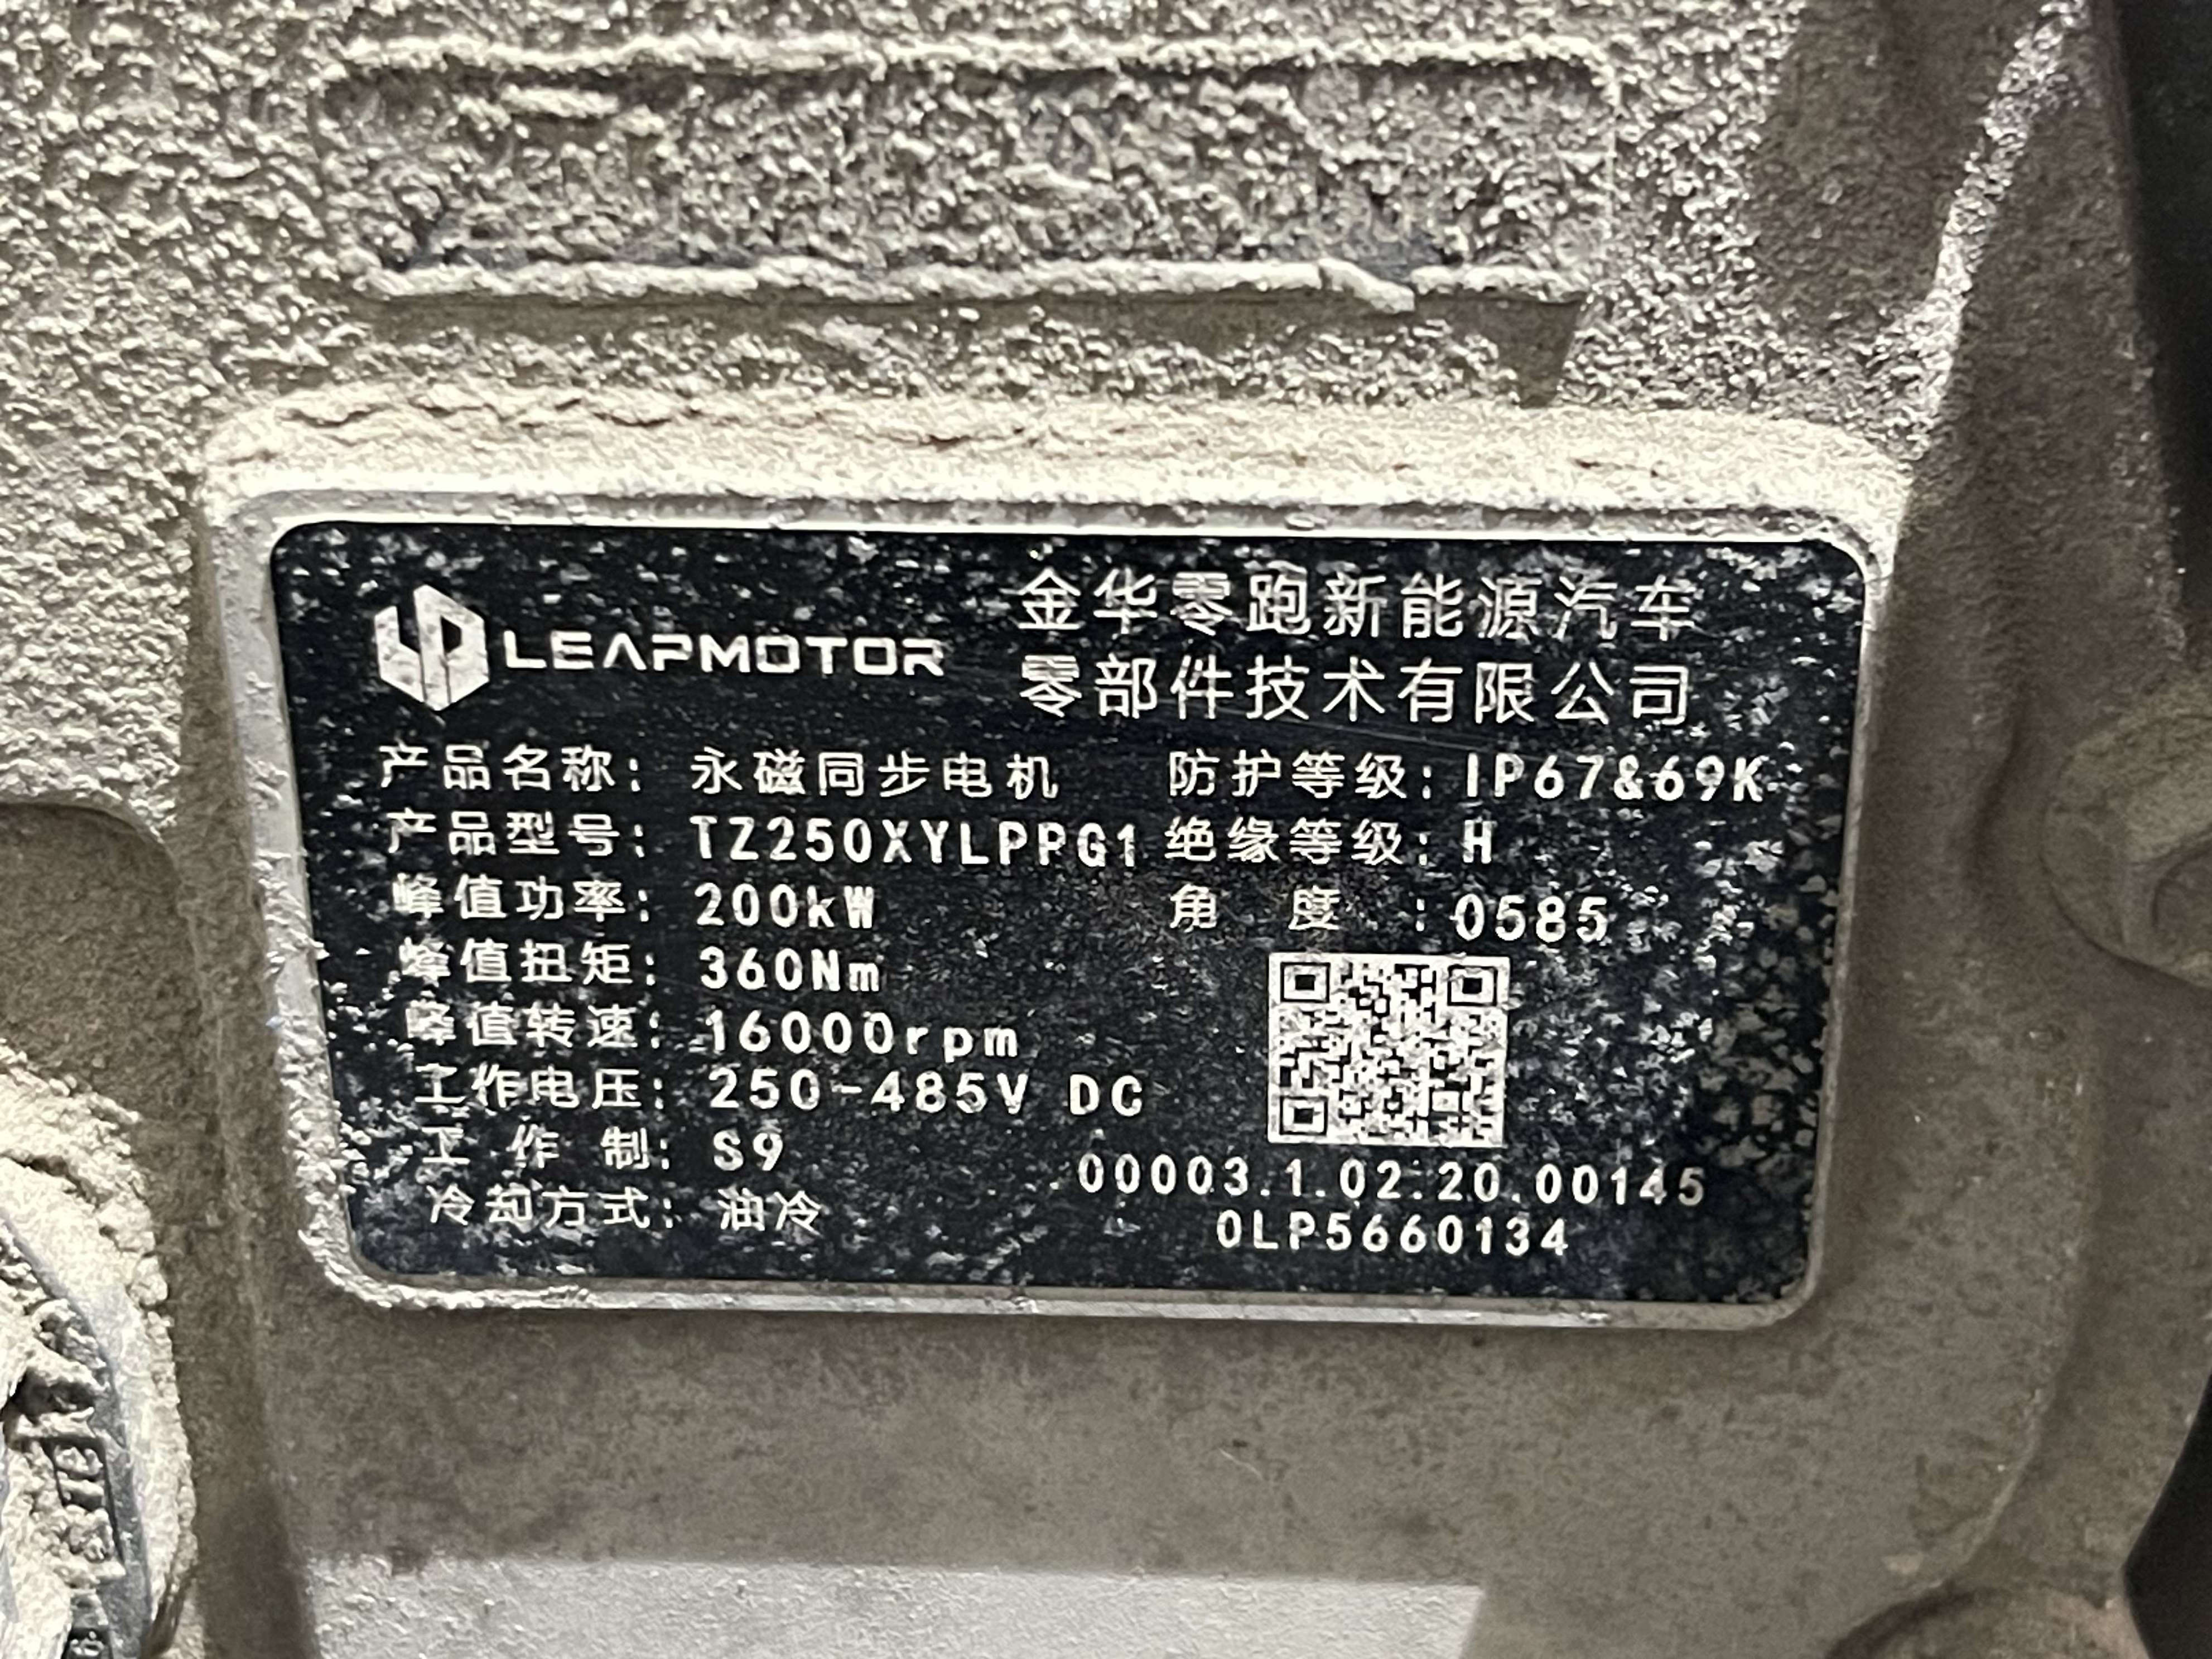 LEAPMOTOR
金华零跑新能源汽车
零部件技术有限公司
产品名称: 永磁同步电机
防护等级: IP67&69K
产品型号: TZ250XYLPPG1
绝缘等级: H
峰值功率: 200kW
角 度 : 0585
峰值扭矩: 360Nm
峰值转速: 16000rpm
工作电压: 250-485V DC
工 作 制: S9
冷却方式: 油冷
00003.1.02.20.00145
0LP5660134